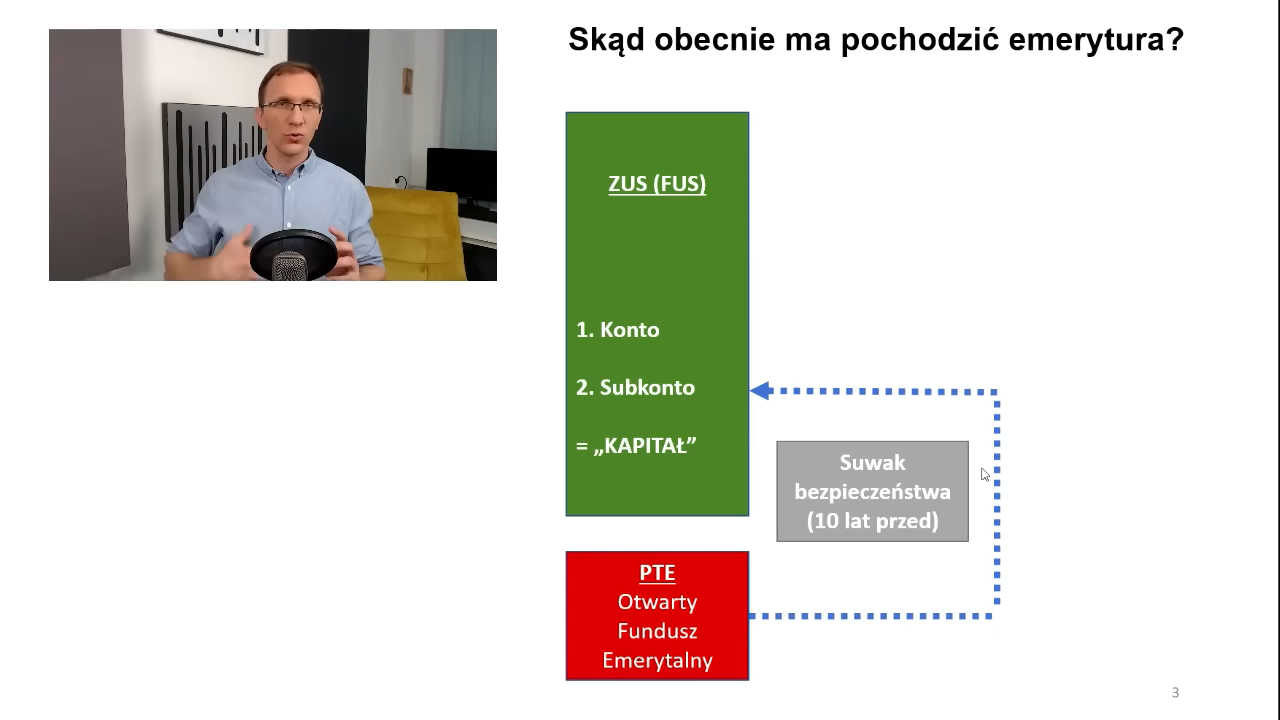 Skąd obecnie ma pochodzić emerytura?
ZUS (FUS)
1. Konto
2. Subkonto
= „KAPITAŁ”
Suwak
bezpieczeństwa
(10 lat przed)
PTE
Otwarty
Fundusz
Emerytalny
3